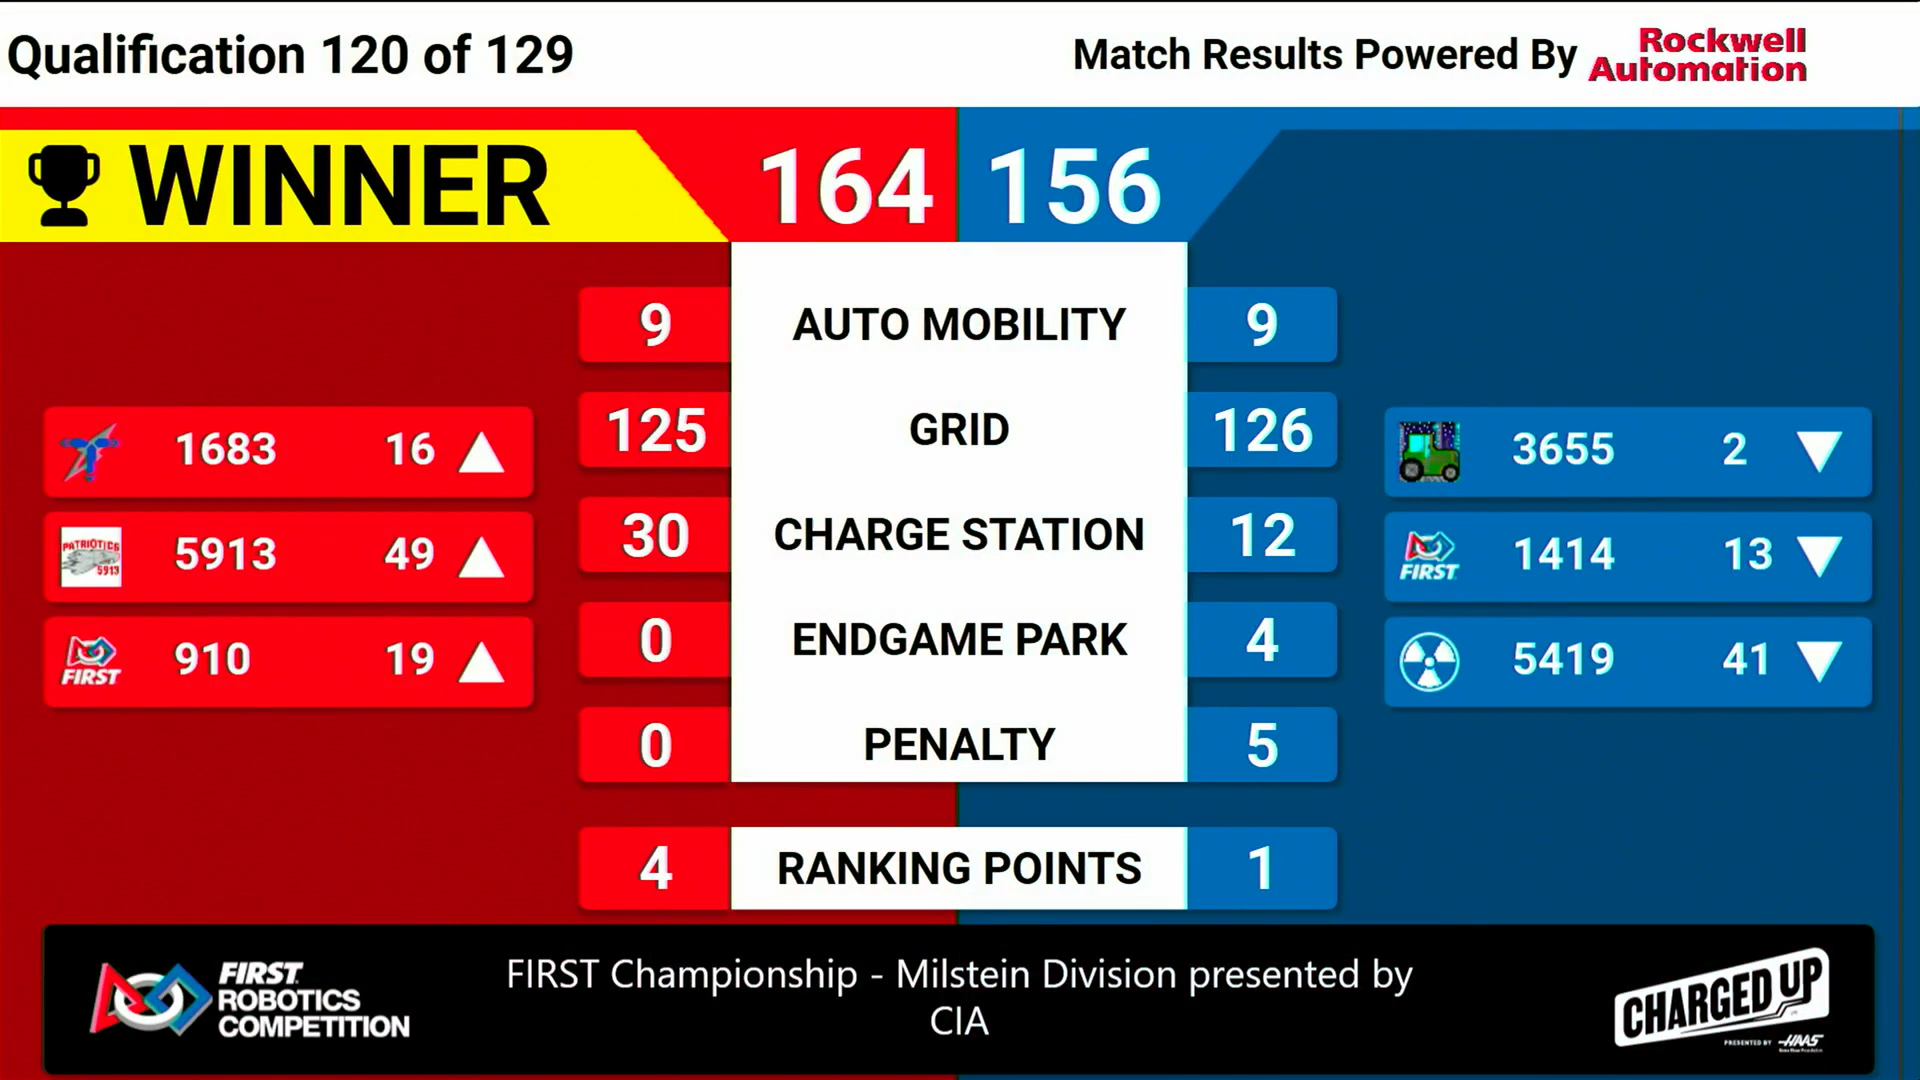 Qualification 120 of 129
Match Results Powered By
Rockwell
Automation
WINNER
164 156
9 AUTO MOBILITY 9
125 GRID 126
30 CHARGE STATION 12
0 ENDGAME PARK 4
0 PENALTY 5
4 RANKING POINTS 1
1683 16
PATRIOTICS
5913
5913 49
FIRST
910 19
3655 2
FIRST
1414 13
5419 41
FIRST
ROBOTICS
COMPETITION
FIRST Championship - Milstein Division presented by
CIA
CHARGED UP
PRESENTED BY HAAS